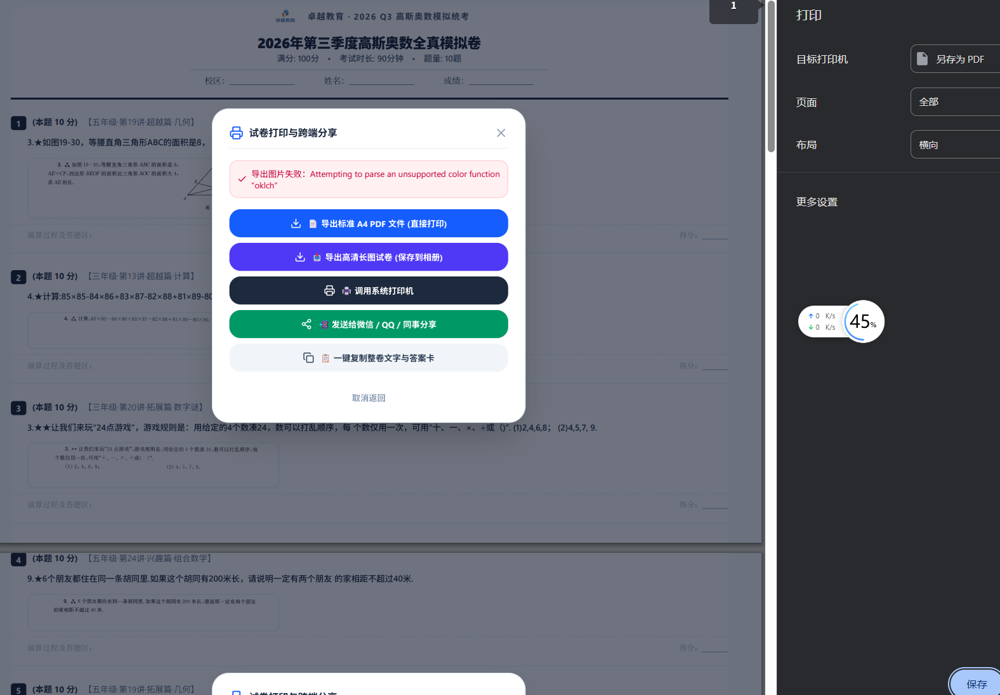 卓越教育
卓越教育 · 2026 Q3 高斯奥数模拟统考
2026年第三季度高斯奥数全真模拟卷
满分: 100分 • 考试时长: 90分钟 • 题量: 10题
校区: 姓名: 成绩:
1 (本题 10 分) 【五年级·第19讲·超越篇·几何】
3.★如图19-30，等腰直角三角形ABC的面积是8，
3. 如图 19-30,等腰直角三角形 ABC 的面积是 8,
AE=CF,四边形 BEOF 的面积比三角形 AOC 的面积大 4,
求 AE 的长.
E
A
图
演算过程及答题区: 得分:
2 (本题 10 分) 【三年级·第13讲·超越篇·计算】
4.★计算:85×85-84×86+83×87-82×88+81×89-80
4. 计算:85×85-84×86+83×87-82×88+81×89-80×90.
演算过程及答题区: 得分:
3 (本题 10 分) 【三年级·第20讲·拓展篇·数字谜】
3.★★让我们来玩“24点游戏”，游戏规则是：用给定的4个数凑24，数可以打乱顺序，每 个数仅用一次，可用“十、一、×、÷或（)”. (1)2,4,6,8； (2)4,5,7, 9.
3. ★★ 让我们来玩“24 点游戏”,游戏规则是:用给定的 4 个数凑 24,数可以打乱顺序,每
个数仅用一次,可用“+、-、×、÷或( )”.
(1) 2, 4, 6, 8; (2) 4, 5, 7, 9.
演算过程及答题区: 得分:
4 (本题 10 分) 【五年级·第24讲·兴趣篇·组合数学】
9.★6个朋友都住在同一条胡同里.如果这个胡同有200米长，请说明一定有两个朋友 的家相距不超过40米.
9. 6 个朋友都住在同一条胡同里. 如果这个胡同有 200 米长,请说明一定有两个朋友
的家相距不超过 40 米.
演算过程及答题区: 得分:
5 (本题 10 分) 【五年级·第19讲·拓展篇·几何】
试卷打印与跨端分享
试卷打印与跨端分享
导出图片失败：Attempting to parse an unsupported color function
"oklch"
导出标准 A4 PDF 文件 (直接打印)
导出高清长图试卷 (保存到相册)
调用系统打印机
发送给微信 / QQ / 同事分享
一键复制整卷文字与答案卡
取消返回
1
打印
目标打印机 另存为 PDF
页面 全部
布局 横向
更多设置
↑ 0 K/s
↓ 0 K/s
45%
保存